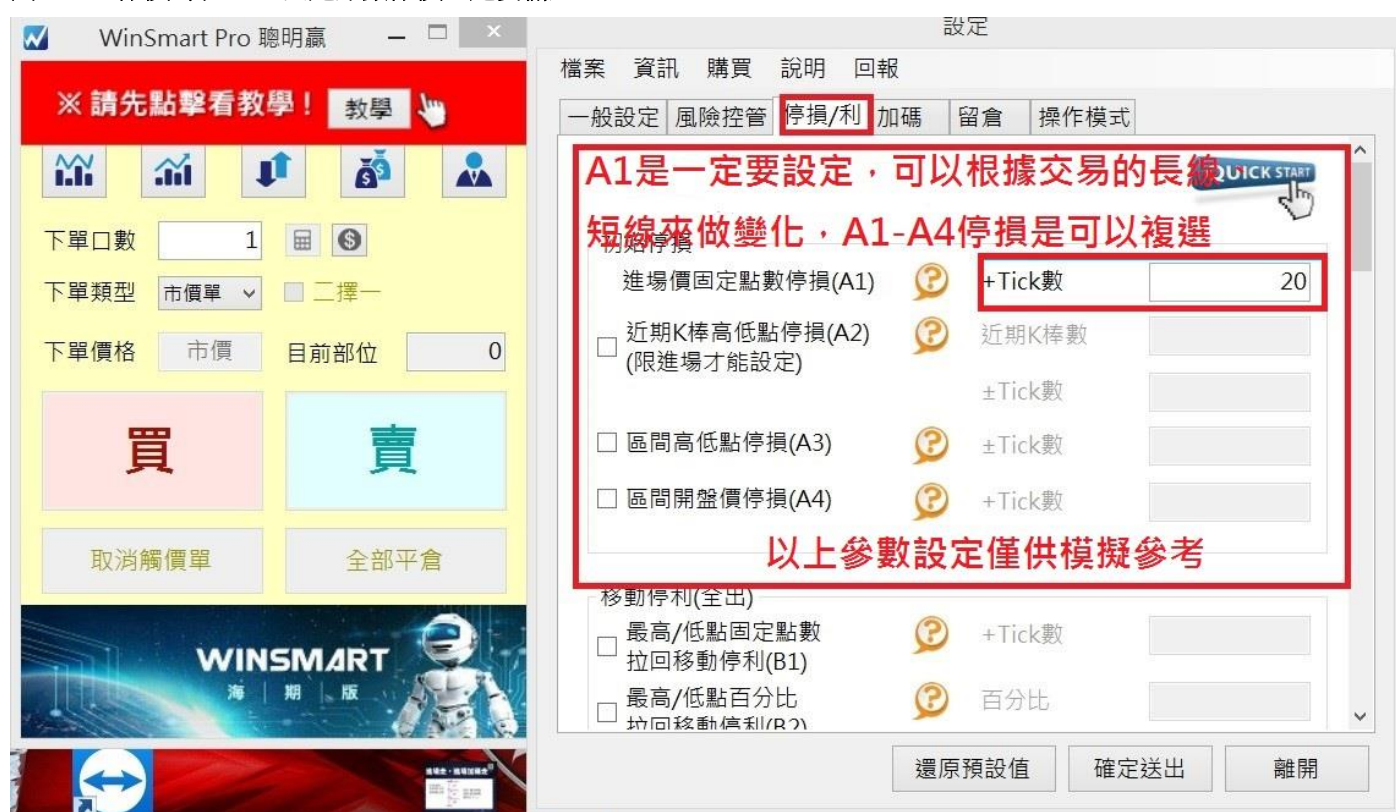 WinSmart Pro 聰明贏
※ 請先點擊看教學！ 教學
下單口數 1
下單類型 市價單 二擇一
下單價格 市價 目前部位 0
買 賣
取消觸價單 全部平倉
WINSMART
海 | 期 | 版
設定
檔案 資訊 購買 說明 回報
一般設定 風險控管 停損/利 加碼 留倉 操作模式
A1是一定要設定，可以根據交易的長線、
QUICK START
短線來做變化，A1-A4停損是可以複選
初始停損
進場價固定點數停損(A1) +Tick數 20
近期K棒高低點停損(A2) 近期K棒數
(限進場才能設定)
±Tick數
區間高低點停損(A3) ±Tick數
區間開盤價停損(A4) +Tick數
以上參數設定僅供模擬參考
移動停利(全出)
最高/低點固定點數 +Tick數
拉回移動停利(B1)
最高/低點百分比 百分比
拉回移動停利(B2)
還原預設值 確定送出 離開